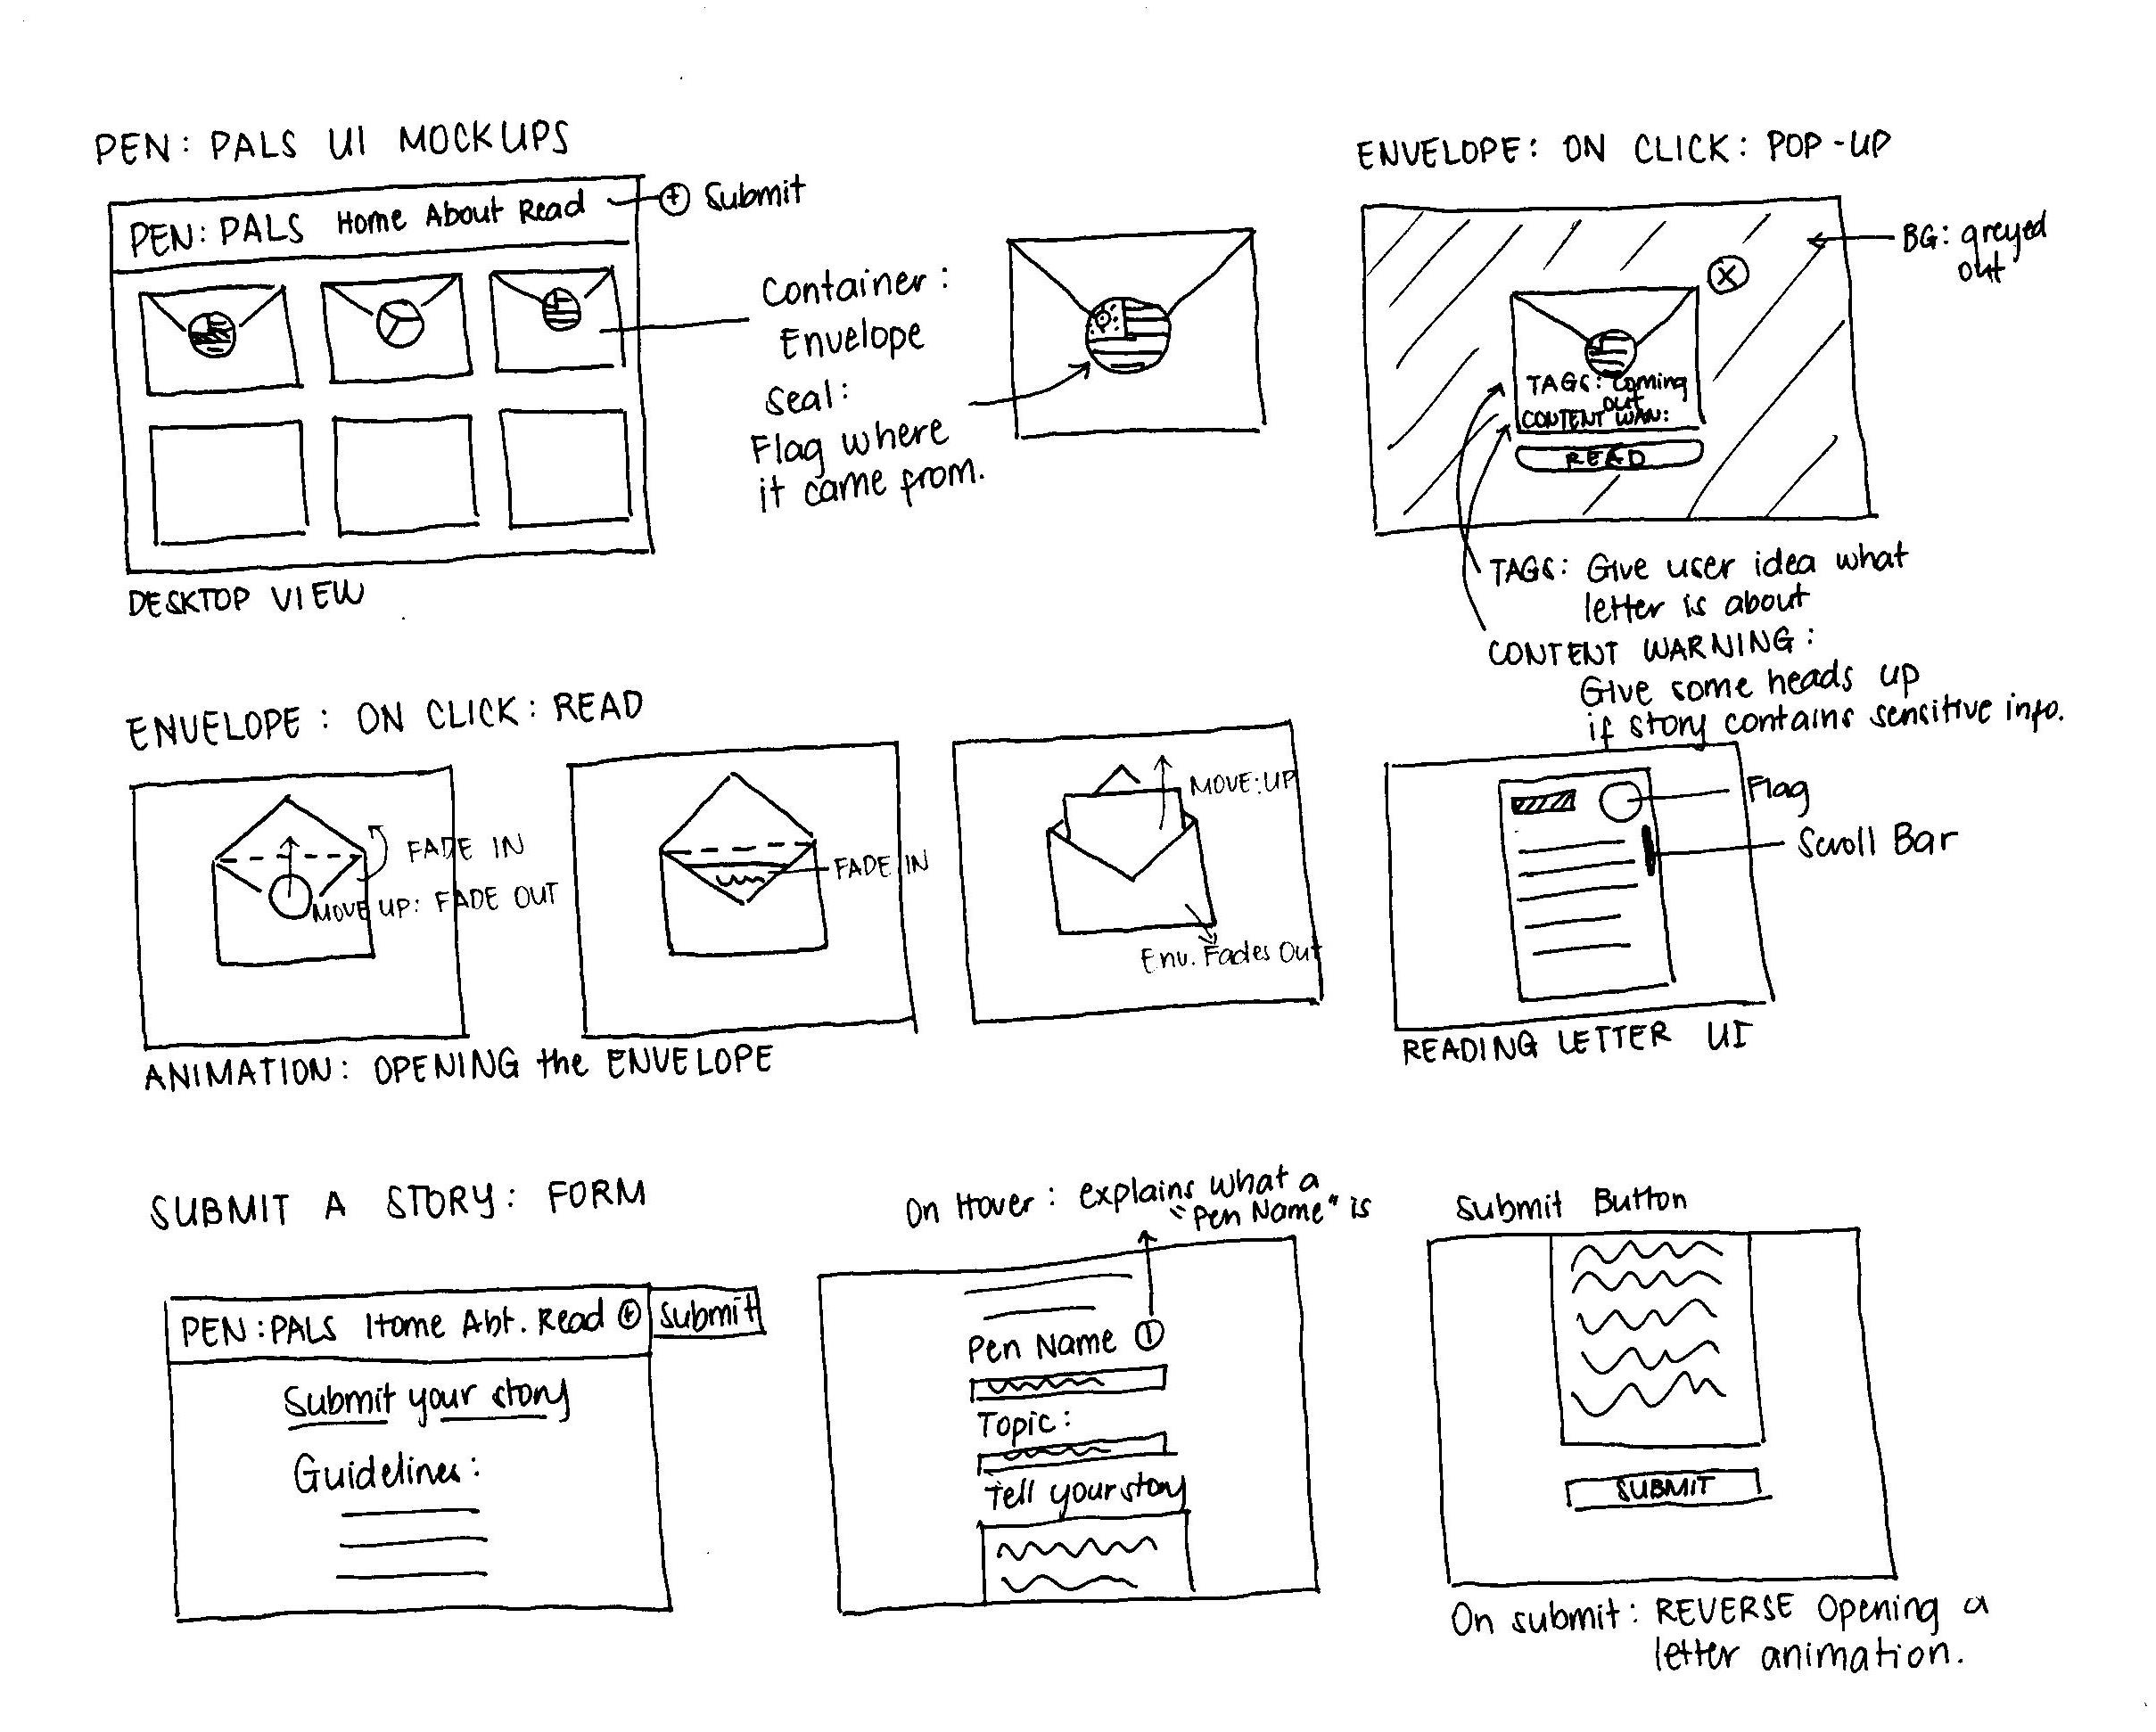 PEN: PALS UI MOCKUPS
PEN: PALS Home About Read
+ Submit
DESKTOP VIEW
Container:
Envelope
Seal:
Flag where
it came from.
ENVELOPE: ON CLICK: POP-UP
BG: greyed
out
X
TAGS: Coming
out
CONTENT WAN:
READ
TAGS: Give user idea what
letter is about
CONTENT WARNING:
Give some heads up
if story contains sensitive info.
ENVELOPE: ON CLICK: READ
FADE IN
MOVE UP: FADE OUT
FADE IN
MOVE: UP
Env. Fades Out
Flag
Scroll Bar
ANIMATION: OPENING the ENVELOPE
READING LETTER UI
SUBMIT A STORY: FORM
PEN:PALS Home Abt. Read + Submit
Submit your story
Guidelines:
On Hover: explains what a
"Pen Name" is
Pen Name
Topic:
Tell your story
Submit Button
SUBMIT
On submit: REVERSE Opening a
letter animation.